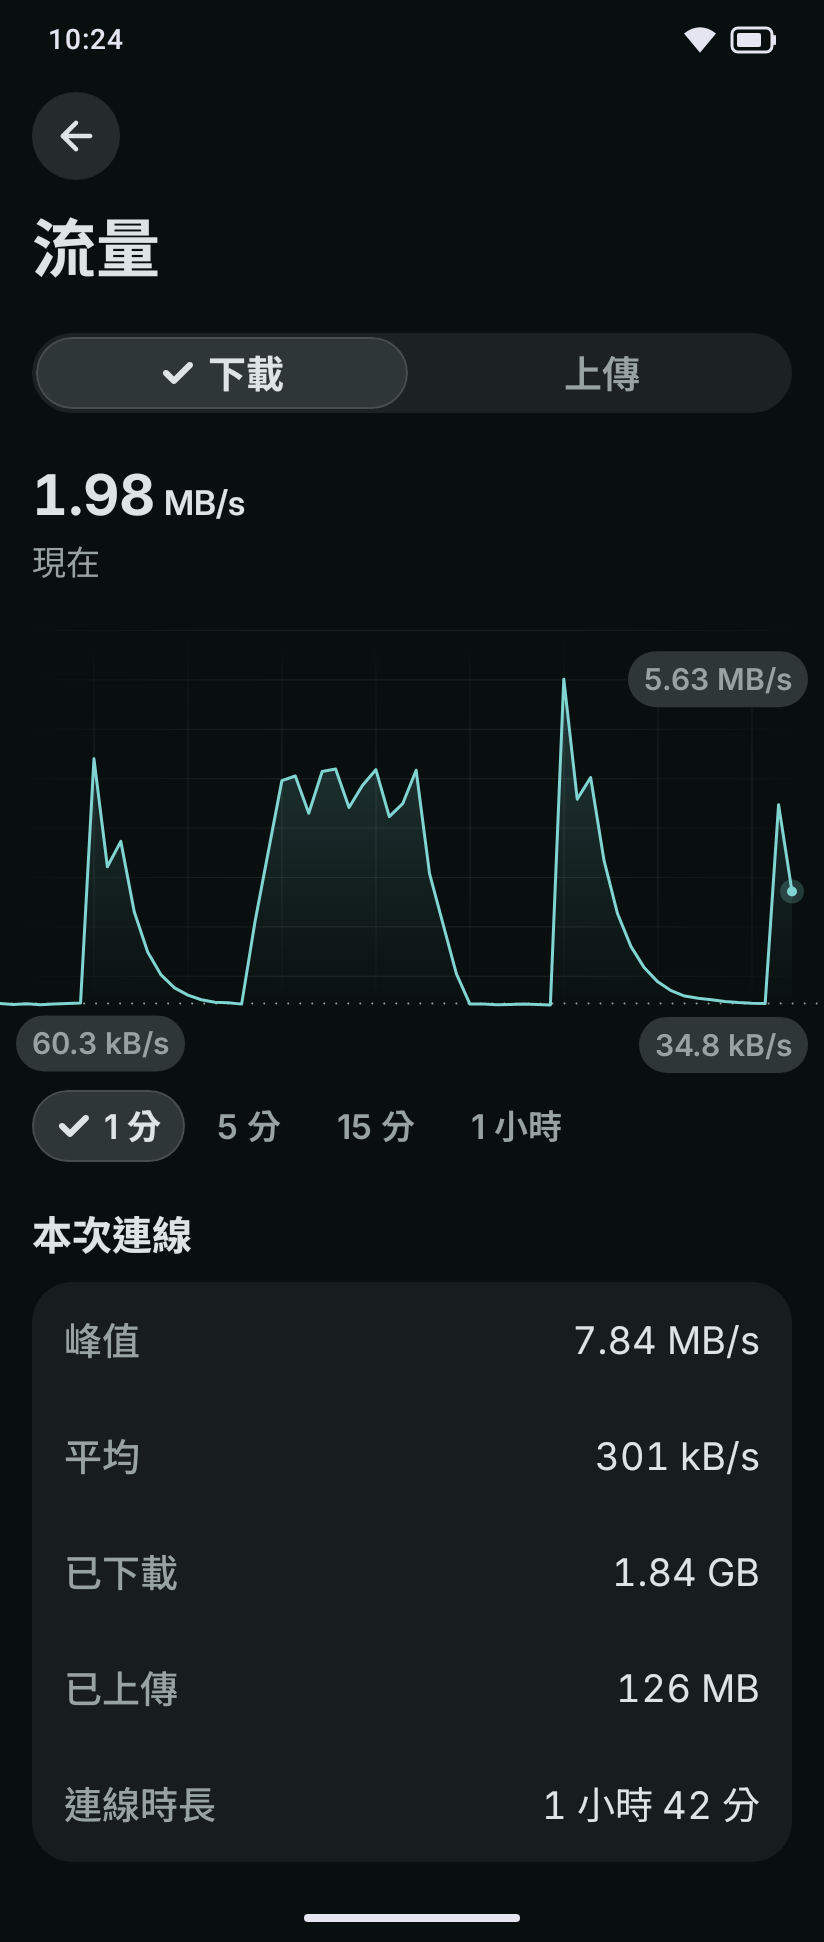 10:24
流量
下載
上傳
1.98 MB/s
現在
5.63 MB/s
60.3 kB/s
34.8 kB/s
1 分
5 分
15 分
1 小時
本次連線
峰值
7.84 MB/s
平均
301 kB/s
已下載
1.84 GB
已上傳
126 MB
連線時長
1 小時 42 分